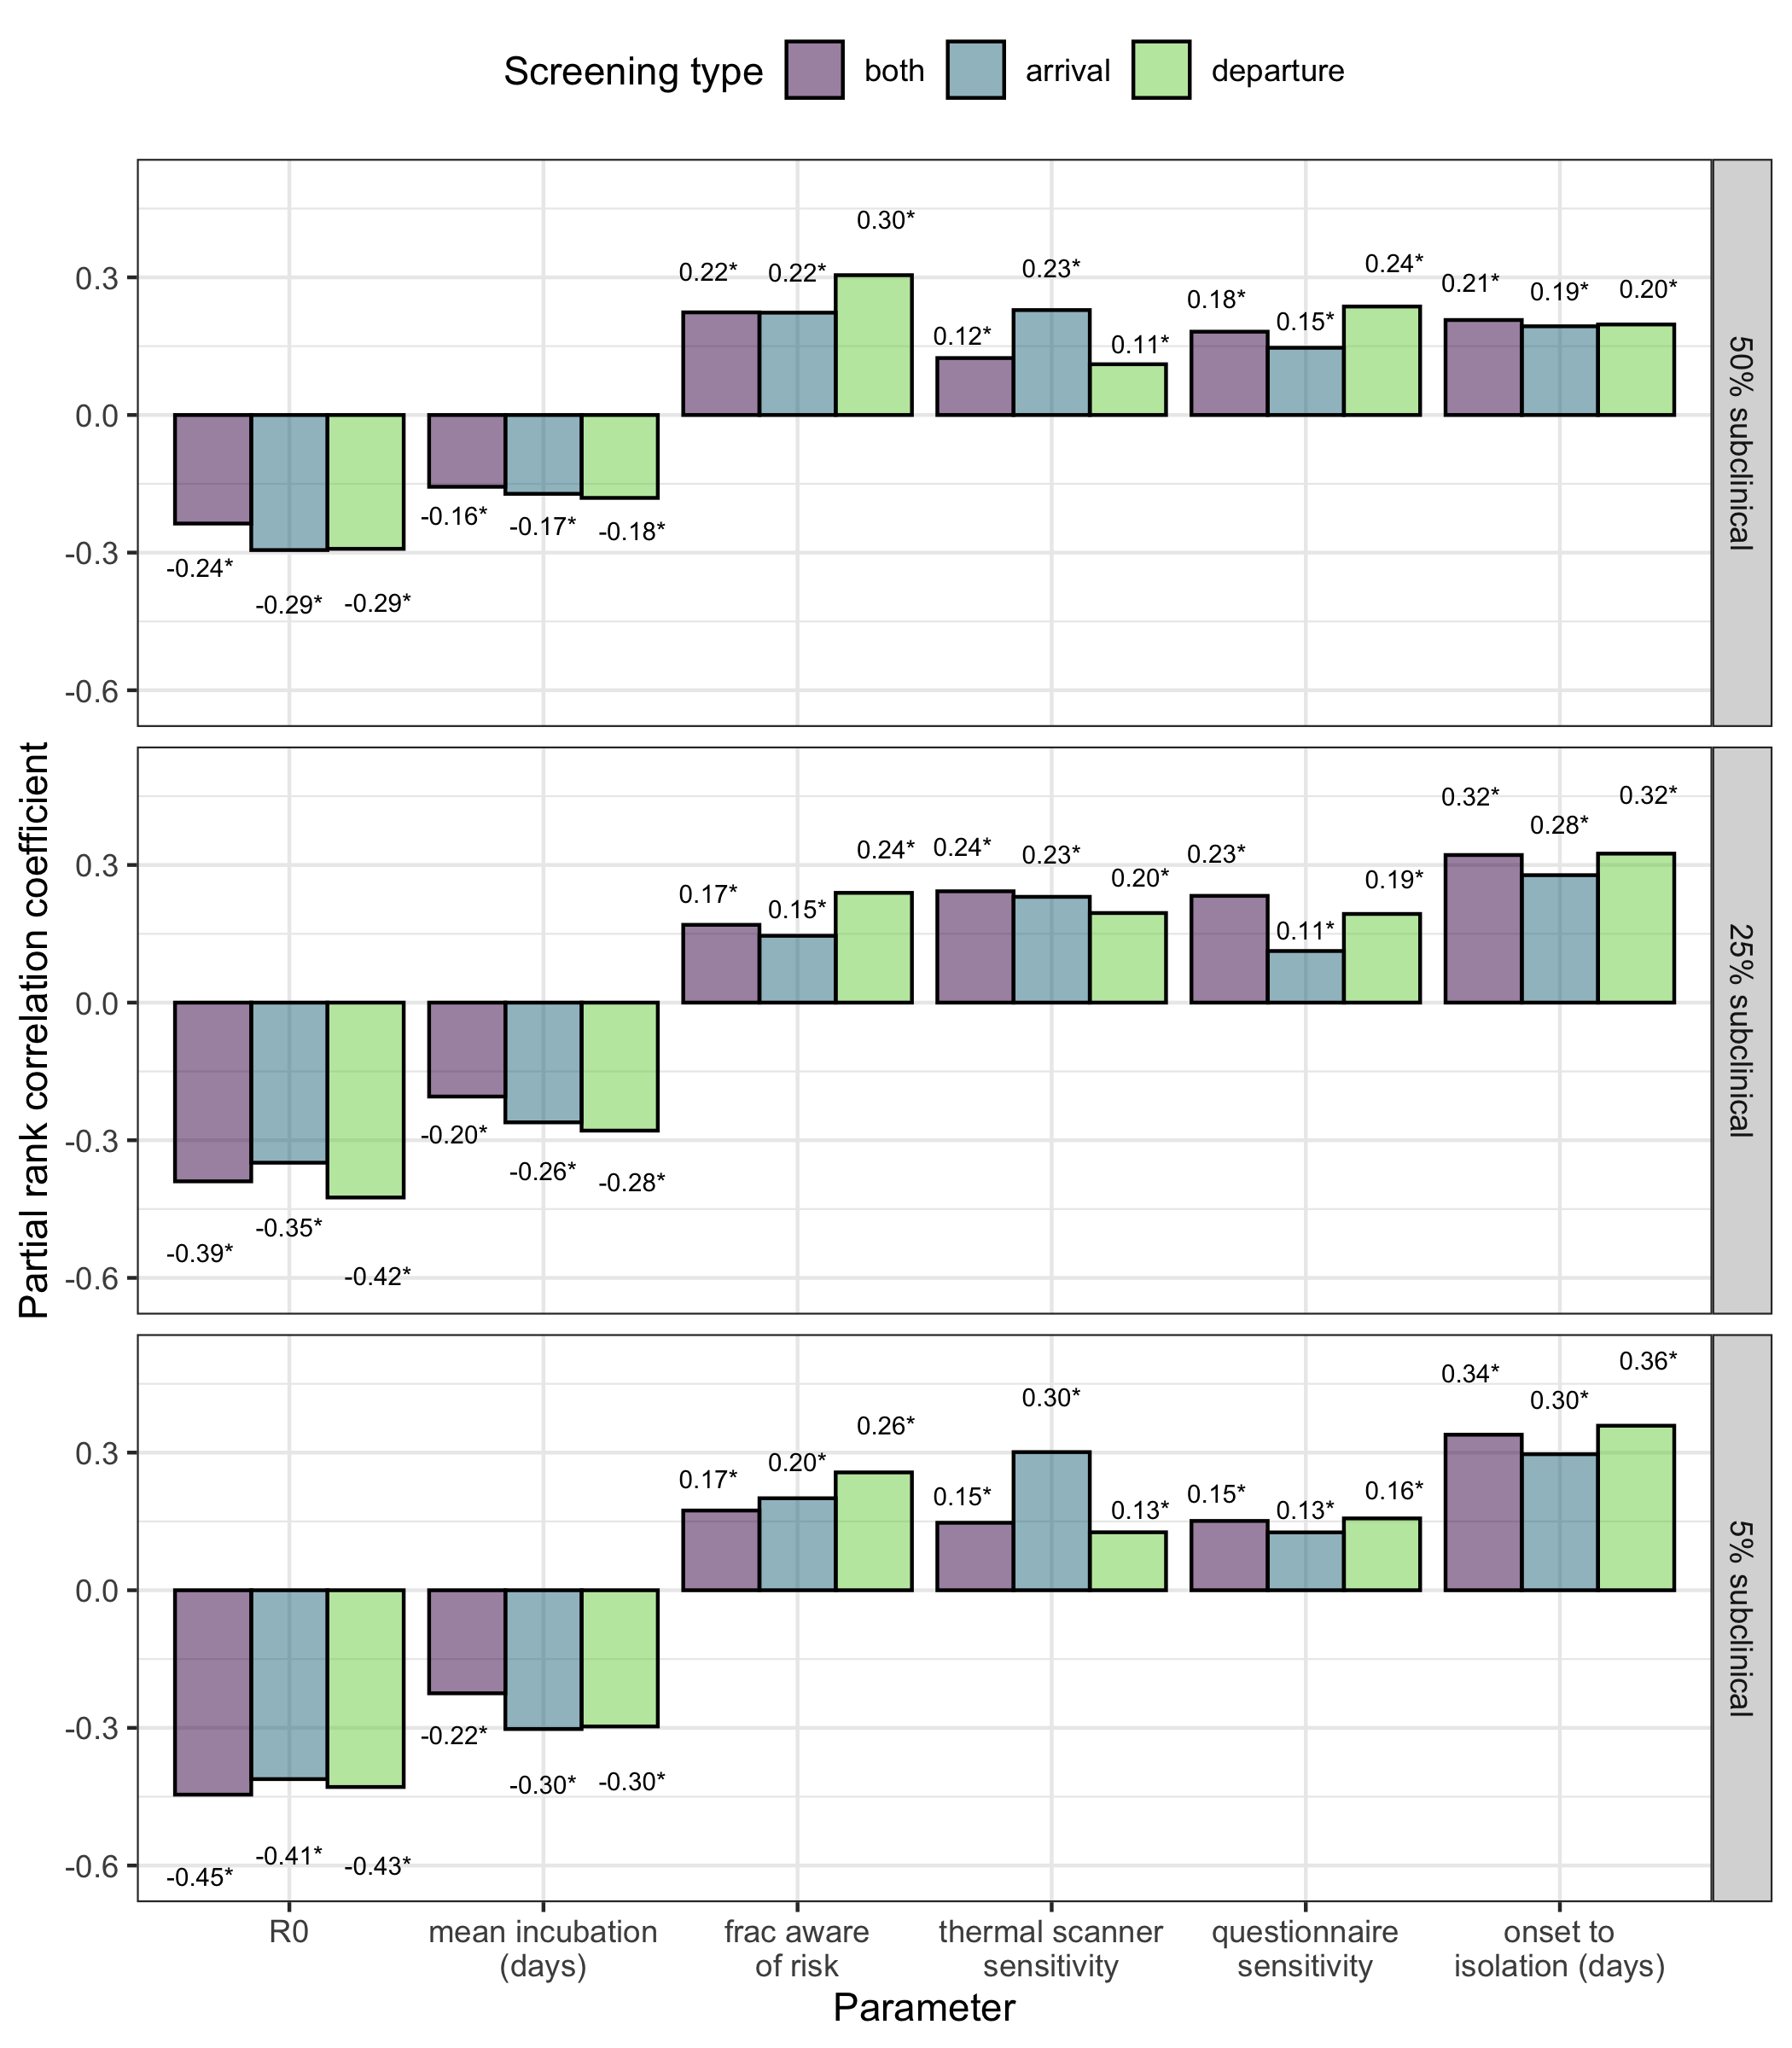 Screening type both arrival departure
Partial rank correlation coefficient
0.3
0.0
-0.3
-0.6
-0.24* -0.29* -0.29*
-0.16* -0.17* -0.18*
0.22* 0.22* 0.30*
0.12* 0.23* 0.11*
0.18* 0.15* 0.24*
0.21* 0.19* 0.20*
50% subclinical
0.3
0.0
-0.3
-0.6
-0.39* -0.35* -0.42*
-0.20* -0.26* -0.28*
0.17* 0.15* 0.24*
0.24* 0.23* 0.20*
0.23* 0.11* 0.19*
0.32* 0.28* 0.32*
25% subclinical
0.3
0.0
-0.3
-0.6
-0.45* -0.41* -0.43*
-0.22* -0.30* -0.30*
0.17* 0.20* 0.26*
0.15* 0.30* 0.13*
0.15* 0.13* 0.16*
0.34* 0.30* 0.36*
5% subclinical
R0
mean incubation
(days)
frac aware
of risk
thermal scanner
sensitivity
questionnaire
sensitivity
onset to
isolation (days)
Parameter